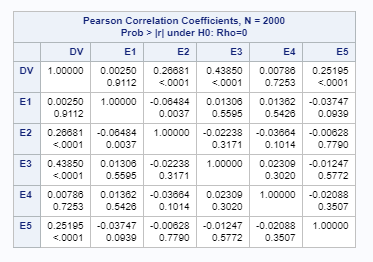 Pearson Correlation Coefficients, N = 2000
Prob > |r| under H0: Rho=0
DV E1 E2 E3 E4 E5
DV 1.00000 0.00250 0.26681 0.43850 0.00786 0.25195
0.9112 <.0001 <.0001 0.7253 <.0001
E1 0.00250 1.00000 -0.06484 0.01306 0.01362 -0.03747
0.9112 0.0037 0.5595 0.5426 0.0939
E2 0.26681 -0.06484 1.00000 -0.02238 -0.03664 -0.00628
<.0001 0.0037 0.3171 0.1014 0.7790
E3 0.43850 0.01306 -0.02238 1.00000 0.02309 -0.01247
<.0001 0.5595 0.3171 0.3020 0.5772
E4 0.00786 0.01362 -0.03664 0.02309 1.00000 -0.02088
0.7253 0.5426 0.1014 0.3020 0.3507
E5 0.25195 -0.03747 -0.00628 -0.01247 -0.02088 1.00000
<.0001 0.0939 0.7790 0.5772 0.3507